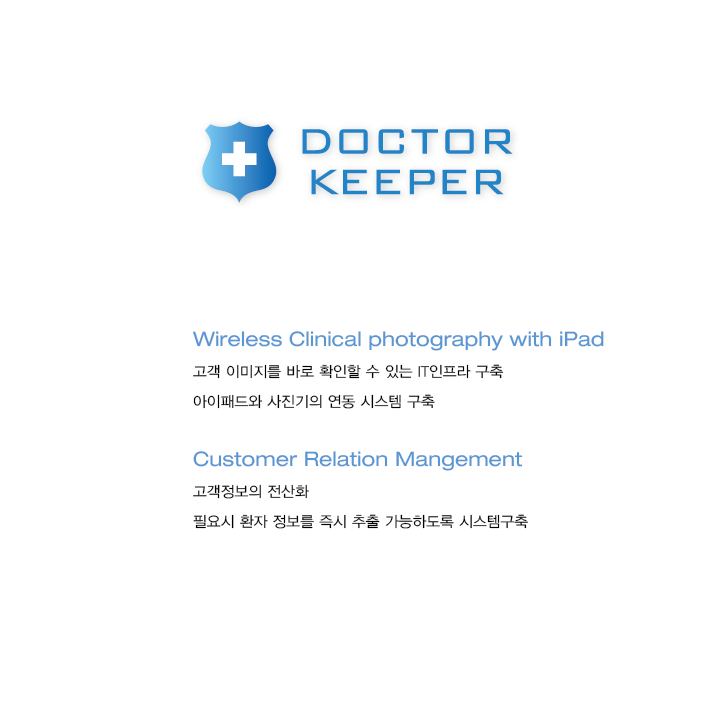 DOCTOR
KEEPER
Wireless Clinical photography with iPad
고객 이미지를 바로 확인할 수 있는 IT인프라 구축
아이패드와 사진기의 연동 시스템 구축
Customer Relation Mangement
고객정보의 전산화
필요시 환자 정보를 즉시 추출 가능하도록 시스템구축